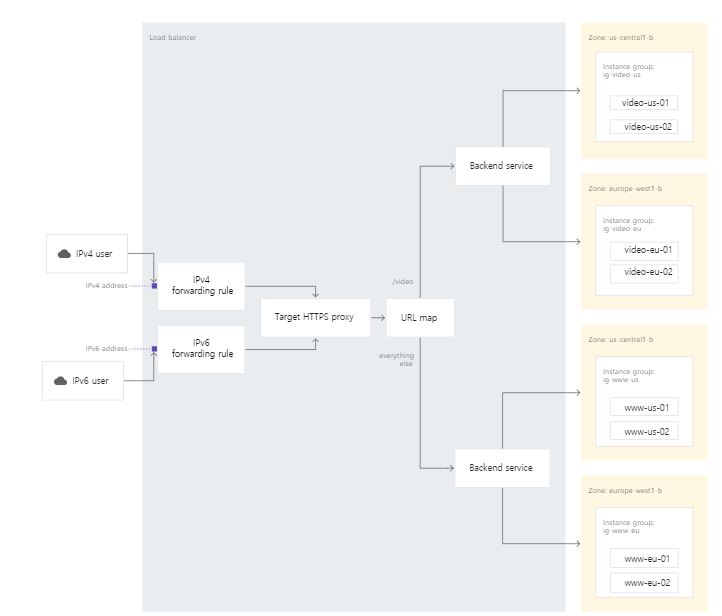 Load balancer
IPv4 user
IPv4 address
IPv4
forwarding rule
IPv6
forwarding rule
IPv6 address
IPv6 user
Target HTTPS proxy
URL map
/video
everything
else
Backend service
Backend service
Zone: us-central1-b
Instance group:
ig-video-us
video-us-01
video-us-02
Zone: europe-west1-b
Instance group:
ig-video-eu
video-eu-01
video-eu-02
Zone: us-central1-b
Instance group:
ig-www-us
www-us-01
www-us-02
Zone: europe-west1-b
Instance group:
ig-www-eu
www-eu-01
www-eu-02